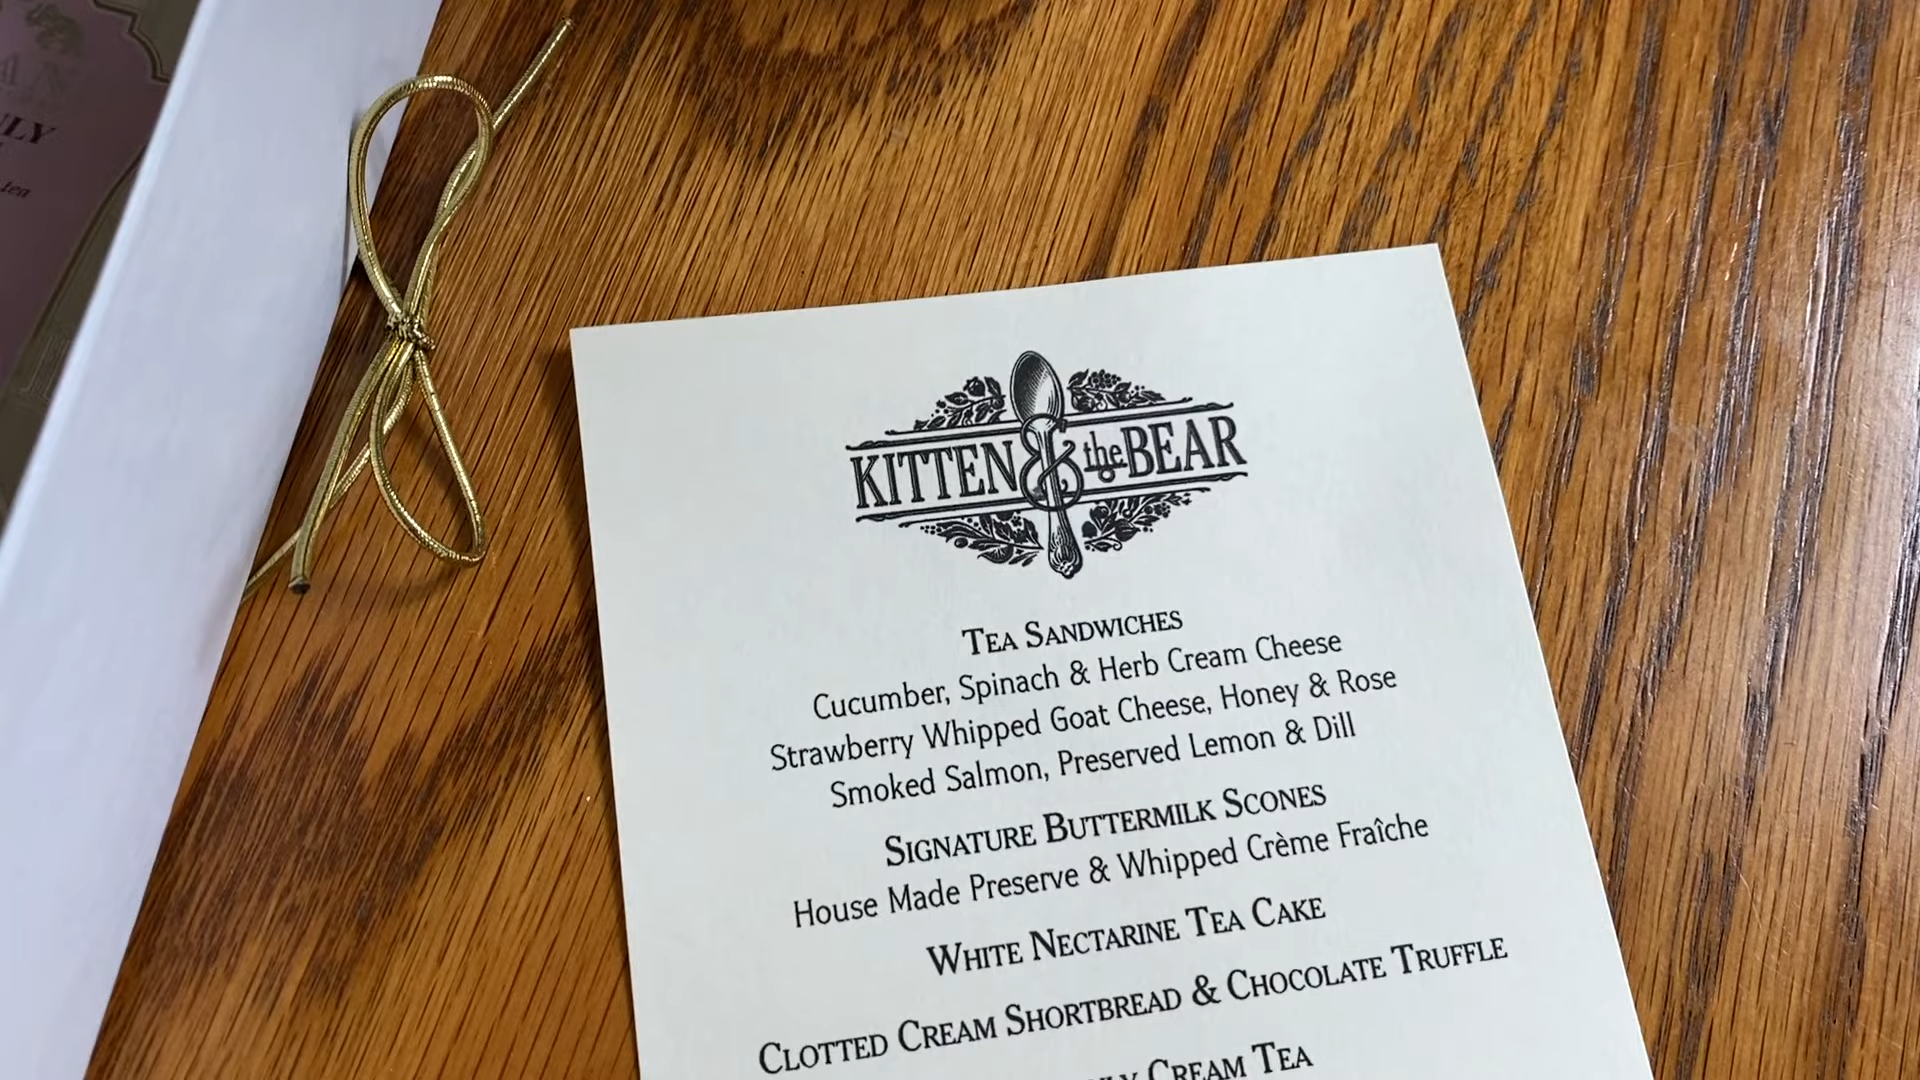 KITTEN & the BEAR
TEA SANDWICHES
Cucumber, Spinach & Herb Cream Cheese
Strawberry Whipped Goat Cheese, Honey & Rose
Smoked Salmon, Preserved Lemon & Dill
SIGNATURE BUTTERMILK SCONES
House Made Preserve & Whipped Crème Fraîche
WHITE NECTARINE TEA CAKE
CLOTTED CREAM SHORTBREAD & CHOCOLATE TRUFFLE
CREAM TEA
tea